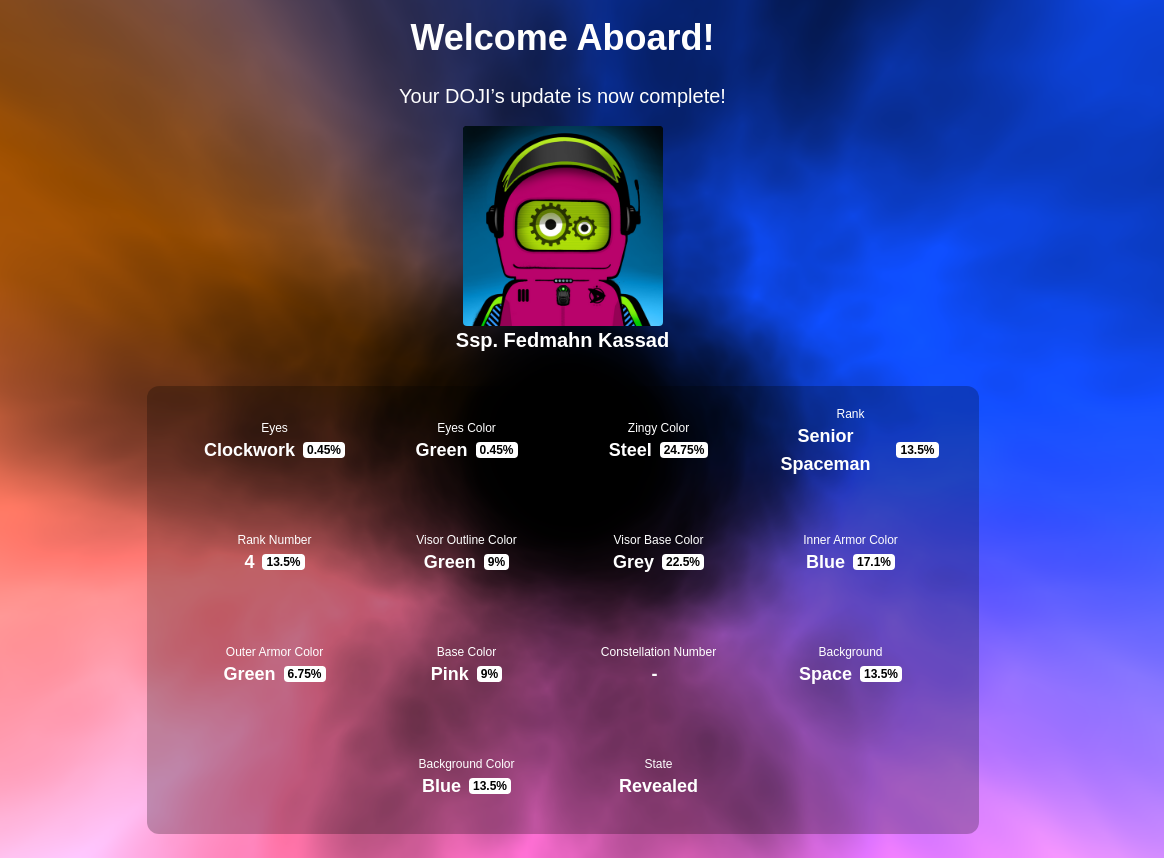 Welcome Aboard!
Your DOJI’s update is now complete!
Ssp. Fedmahn Kassad
Eyes
Clockwork 0.45%
Eyes Color
Green 0.45%
Zingy Color
Steel 24.75%
Rank
Senior
Spaceman 13.5%
Rank Number
4 13.5%
Visor Outline Color
Green 9%
Visor Base Color
Grey 22.5%
Inner Armor Color
Blue 17.1%
Outer Armor Color
Green 6.75%
Base Color
Pink 9%
Constellation Number
-
Background
Space 13.5%
Background Color
Blue 13.5%
State
Revealed